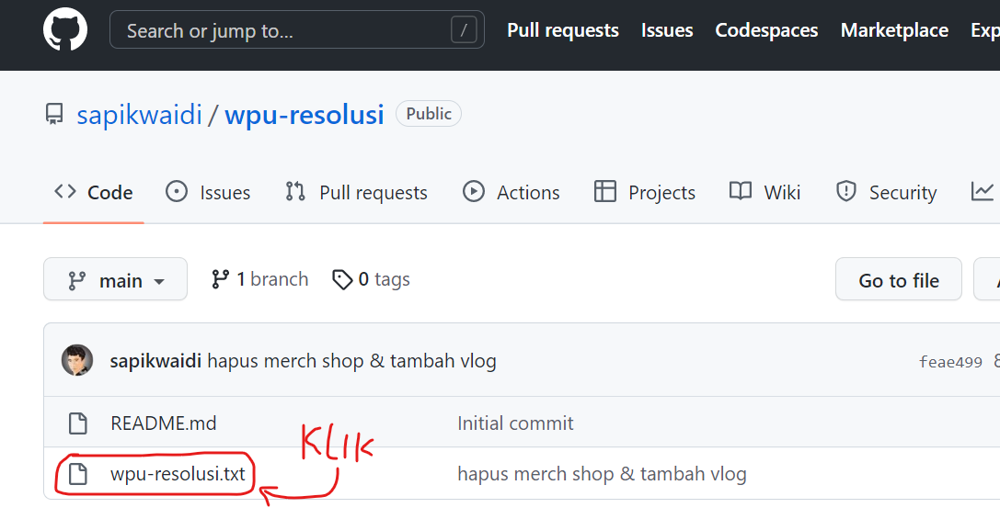 Search or jump to... / Pull requests Issues Codespaces Marketplace Exp
sapikwaidi / wpu-resolusi Public
Code Issues Pull requests Actions Projects Wiki Security
main 1 branch 0 tags Go to file
sapikwaidi hapus merch shop & tambah vlog feae499
README.md Initial commit
KLIK
wpu-resolusi.txt hapus merch shop & tambah vlog